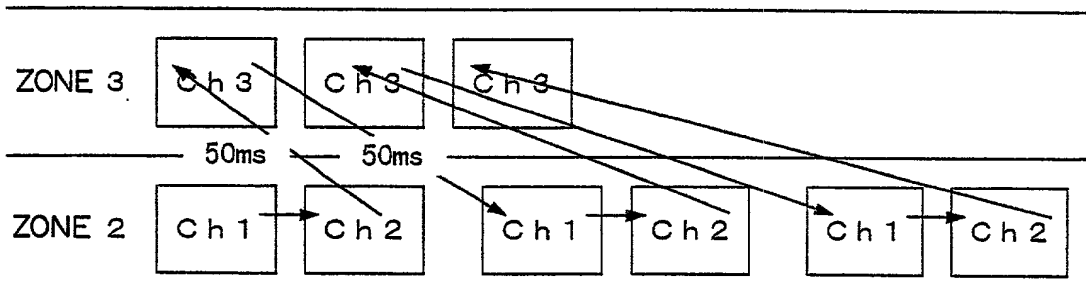 ZONE 3 Ch3 Ch3 Ch3
50ms 50ms
ZONE 2 Ch1 Ch2 Ch1 Ch2 Ch1 Ch2